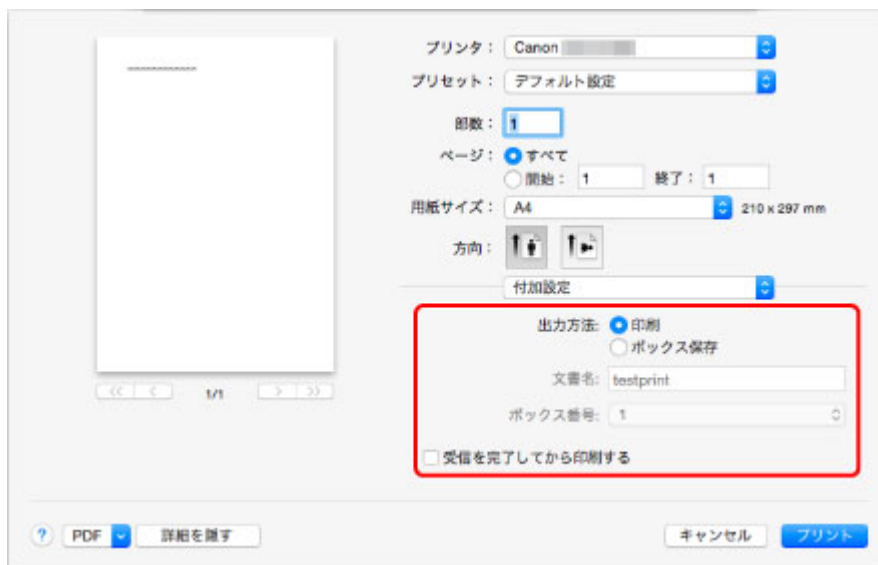 プリンタ： Canon
プリセット： デフォルト設定
部数： 1
ページ： すべて
開始： 1 終了： 1
用紙サイズ： A4 210 x 297 mm
方向：
付加設定
出力方法: 印刷
ボックス保存
文書名: testprint
ボックス番号: 1
受信を完了してから印刷する
<< < 1/1 > >>
? PDF 詳細を隠す キャンセル プリント